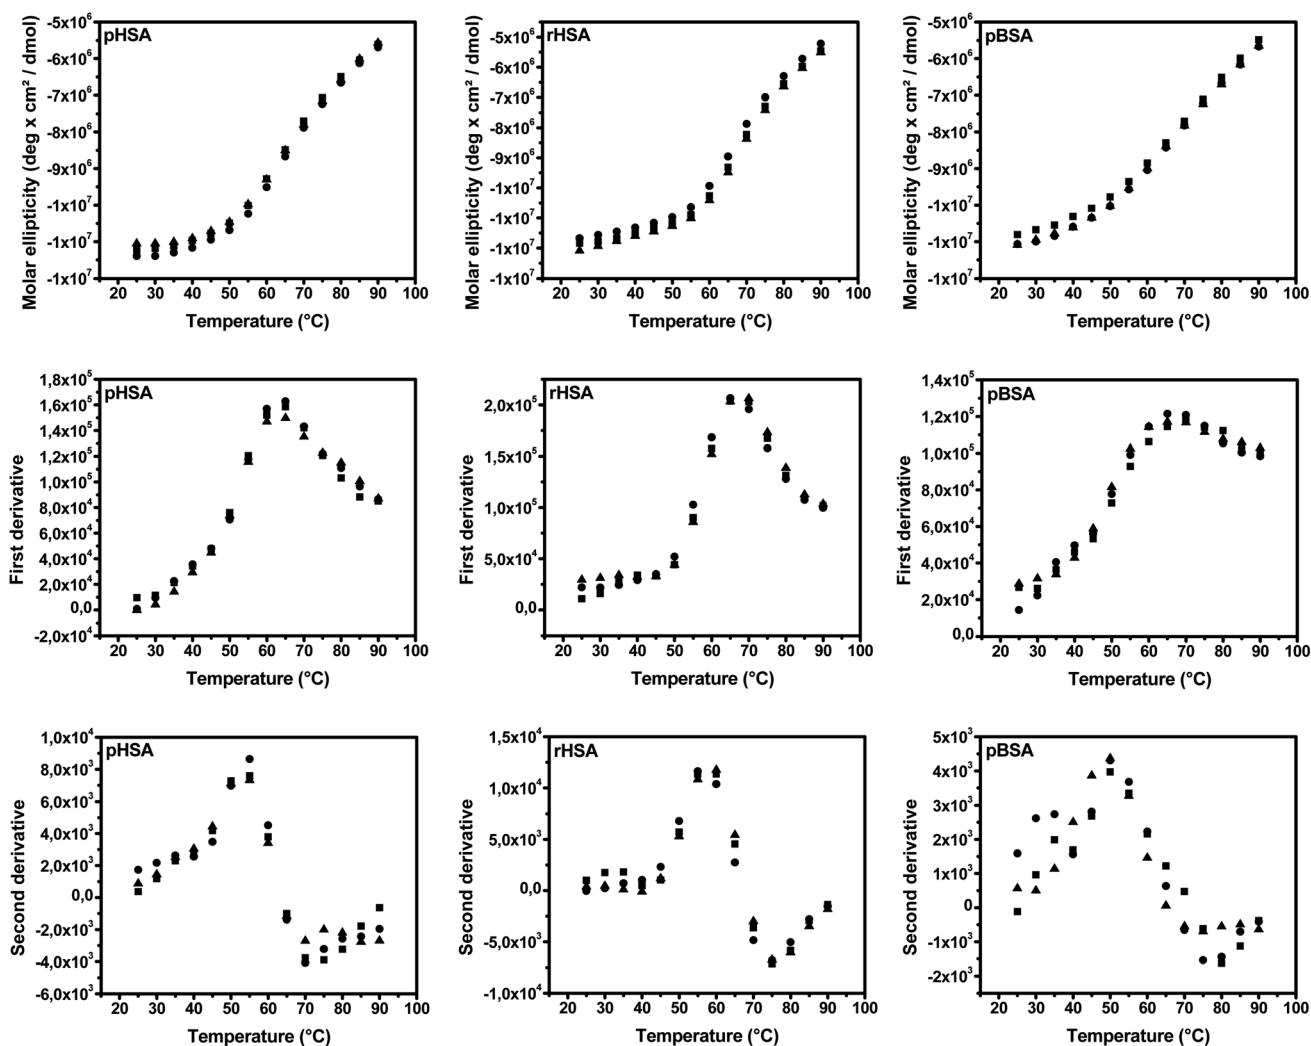 pHSA
Molar ellipticity (deg x cm² / dmol)
-5x10⁶
-6x10⁶
-7x10⁶
-8x10⁶
-9x10⁶
-1x10⁷
-1x10⁷
-1x10⁷
20 30 40 50 60 70 80 90 100
Temperature (°C)
rHSA
Molar ellipticity (deg x cm² / dmol)
-5x10⁶
-6x10⁶
-7x10⁶
-8x10⁶
-9x10⁶
-1x10⁷
-1x10⁷
-1x10⁷
-1x10⁷
20 30 40 50 60 70 80 90 100
Temperature (°C)
pBSA
Molar ellipticity (deg x cm² / dmol)
-5x10⁶
-6x10⁶
-7x10⁶
-8x10⁶
-9x10⁶
-1x10⁷
-1x10⁷
-1x10⁷
20 30 40 50 60 70 80 90 100
Temperature (°C)
pHSA
First derivative
1,8x10⁵
1,6x10⁵
1,4x10⁵
1,2x10⁵
1,0x10⁵
8,0x10⁴
6,0x10⁴
4,0x10⁴
2,0x10⁴
0,0
-2,0x10⁴
20 30 40 50 60 70 80 90 100
Temperature (°C)
rHSA
First derivative
2,0x10⁵
1,5x10⁵
1,0x10⁵
5,0x10⁴
0,0
20 30 40 50 60 70 80 90 100
Temperature (°C)
pBSA
First derivative
1,4x10⁵
1,2x10⁵
1,0x10⁵
8,0x10⁴
6,0x10⁴
4,0x10⁴
2,0x10⁴
0,0
20 30 40 50 60 70 80 90 100
Temperature (°C)
pHSA
Second derivative
1,0x10⁴
8,0x10³
6,0x10³
4,0x10³
2,0x10³
0,0
-2,0x10³
-4,0x10³
-6,0x10³
20 30 40 50 60 70 80 90 100
Temperature (°C)
rHSA
Second derivative
1,5x10⁴
1,0x10⁴
5,0x10³
0,0
-5,0x10³
-1,0x10⁴
20 30 40 50 60 70 80 90 100
Temperature (°C)
pBSA
Second derivative
5x10³
4x10³
3x10³
2x10³
1x10³
0
-1x10³
-2x10³
20 30 40 50 60 70 80 90 100
Temperature (°C)